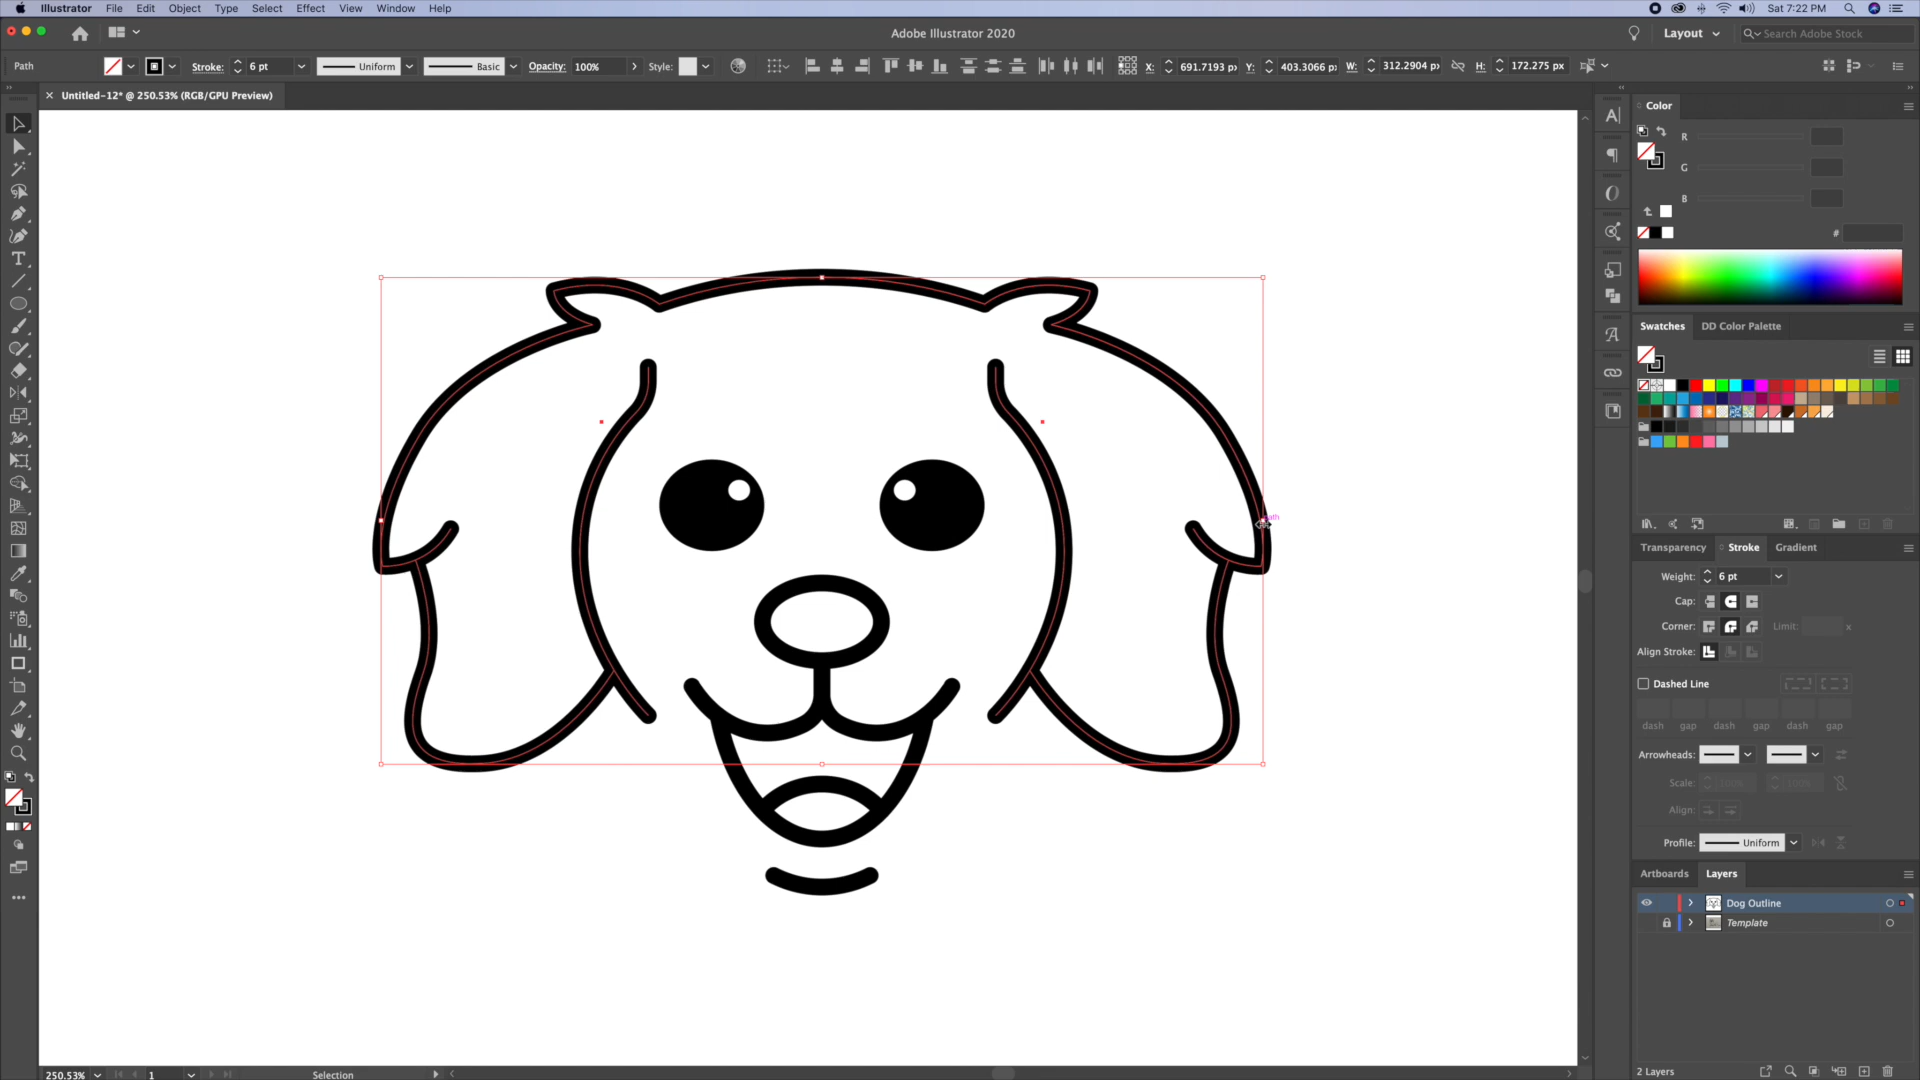 Illustrator File Edit Object Type Select Effect View Window Help Sat 7:22 PM
Adobe Illustrator 2020 Layout Search Adobe Stock
Path Stroke: 6 pt Uniform Basic Opacity: 100% Style: X: 691.7193 px Y: 403.3066 px W: 312.2904 px H: 172.275 px
Untitled-12* @ 250.53% (RGB/GPU Preview)
Color
R
G
B
#
Swatches DD Color Palette
path
Transparency Stroke Gradient
Weight: 6 pt
Cap:
Corner: Limit: x
Align Stroke:
Dashed Line
dash gap dash gap dash gap
Arrowheads:
Scale: 100% 100%
Align:
Profile: Uniform
Artboards Layers
Dog Outline
Template
2 Layers
250.53% 1 Selection